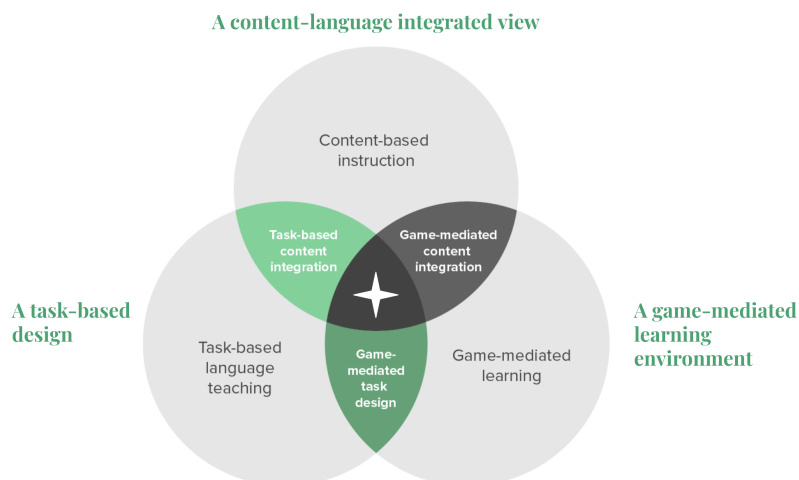 A content-language integrated view
Content-based
instruction
Task-based
content
integration
Game-mediated
content
integration
A task-based
design
A game-mediated
learning
environment
Task-based
language
teaching
Game-
mediated
task
design
Game-mediated
learning